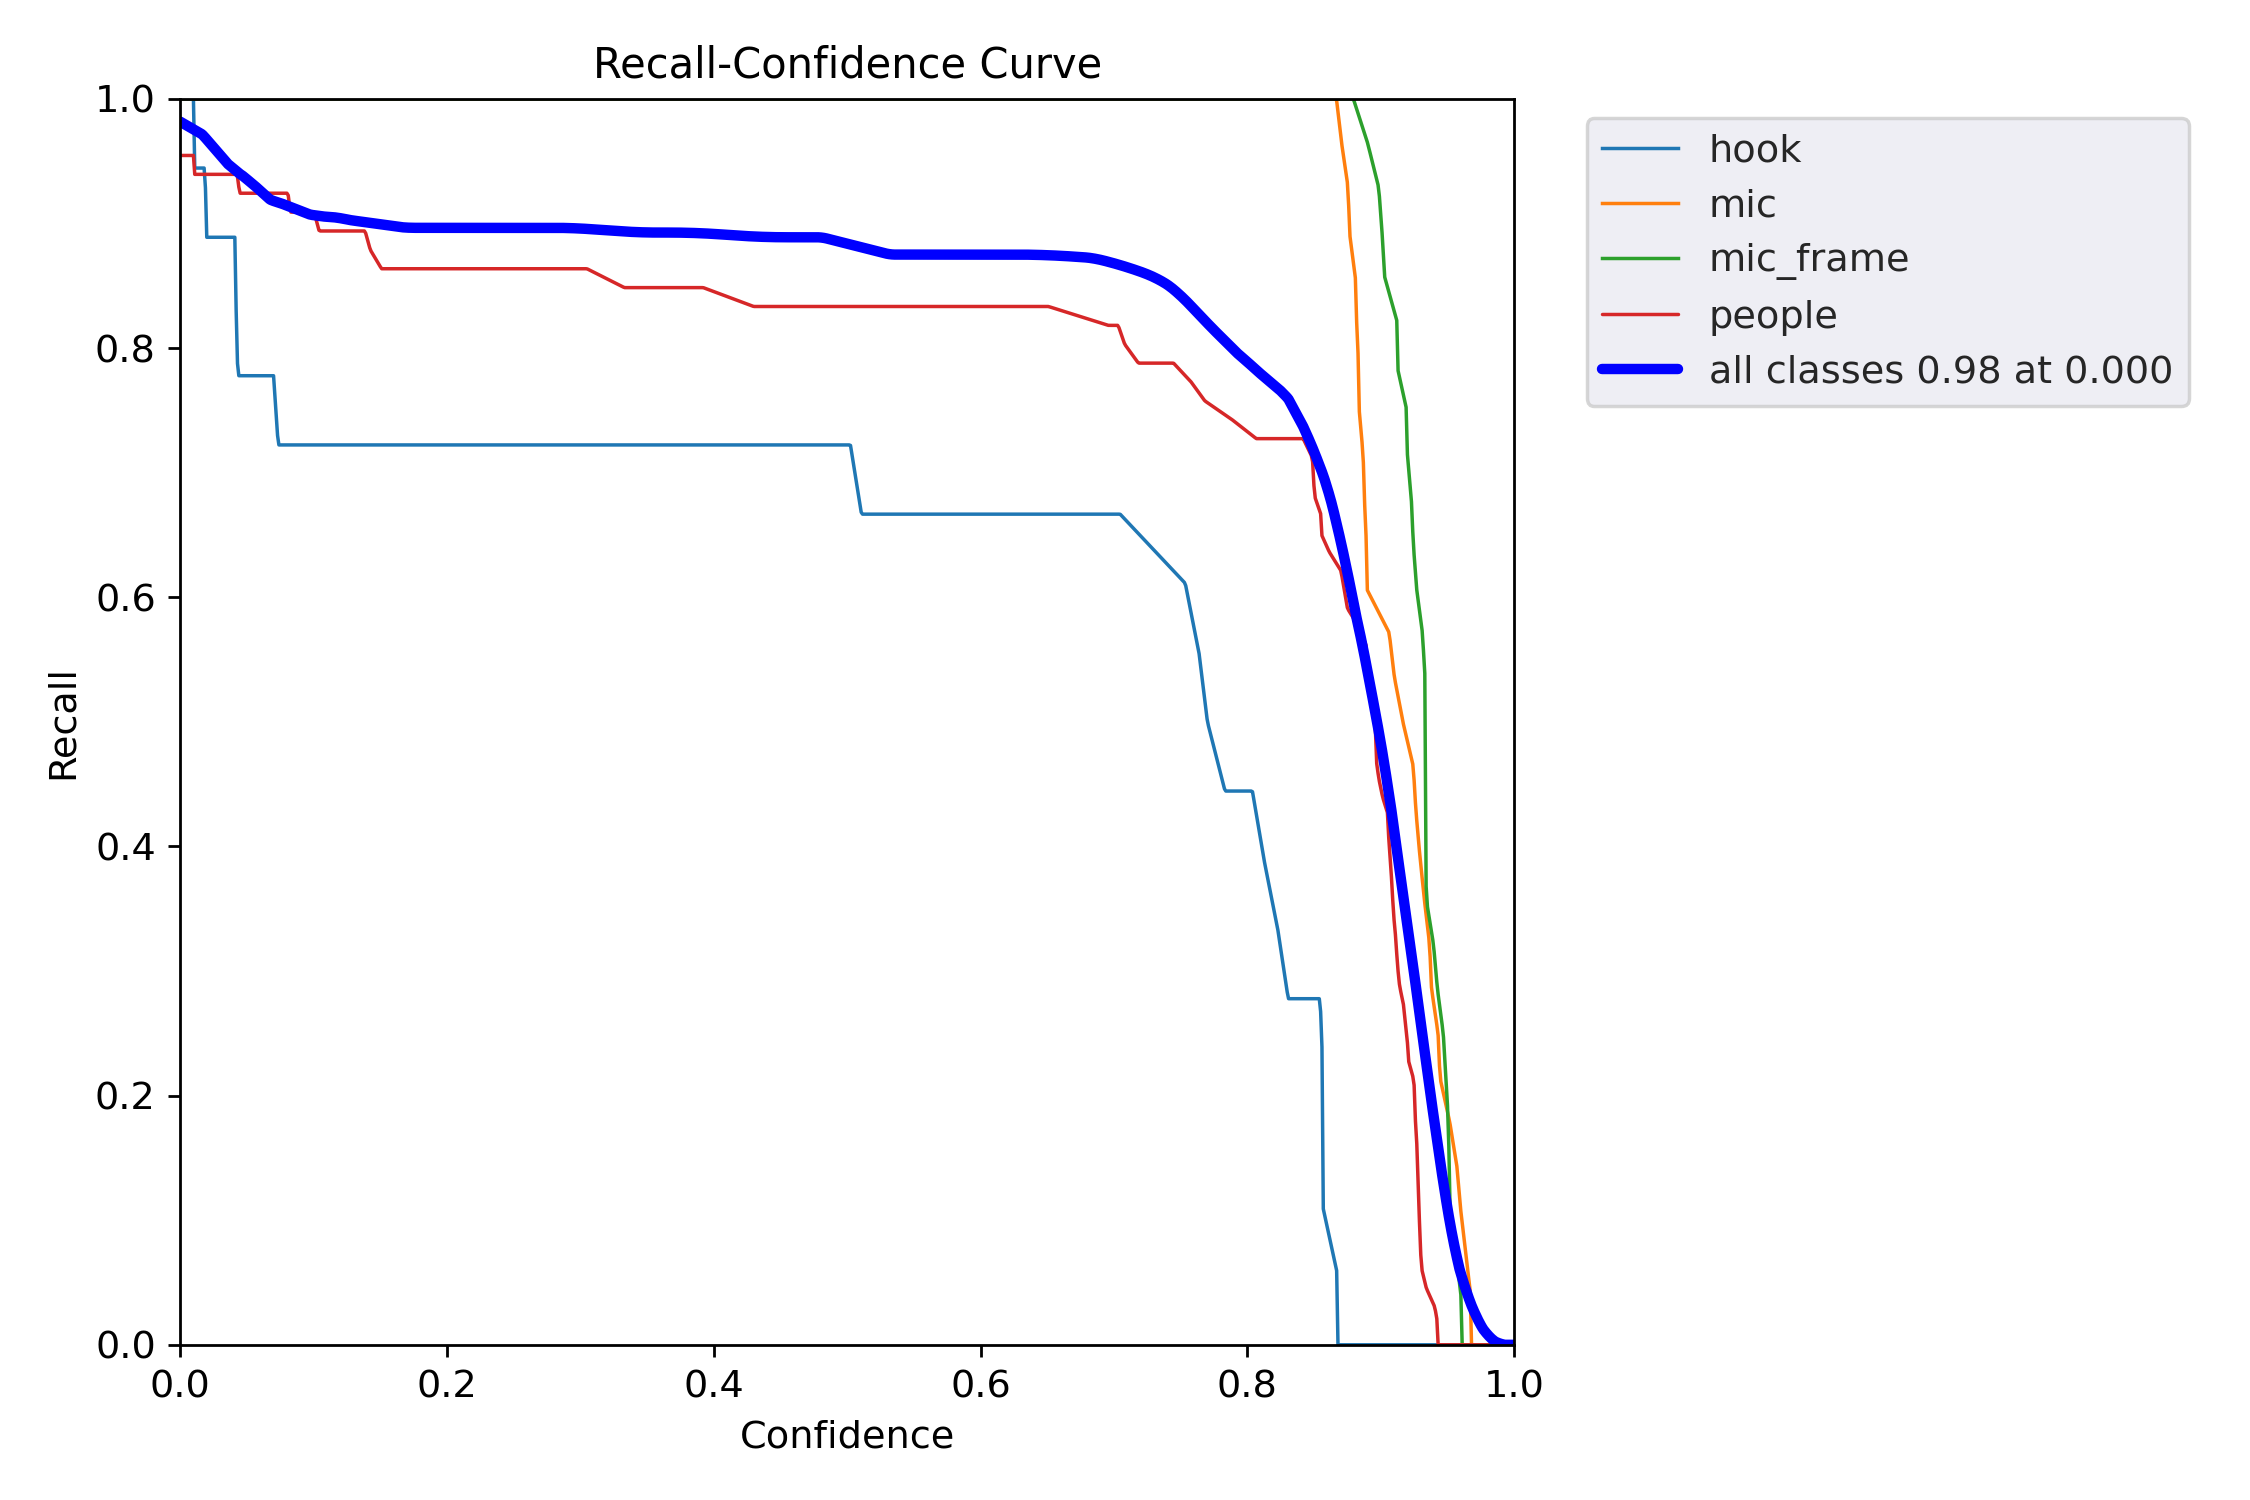 Recall-Confidence Curve
1.0
0.8
0.6
0.4
0.2
0.0
Recall
0.0 0.2 0.4 0.6 0.8 1.0
Confidence
hook
mic
mic_frame
people
all classes 0.98 at 0.000